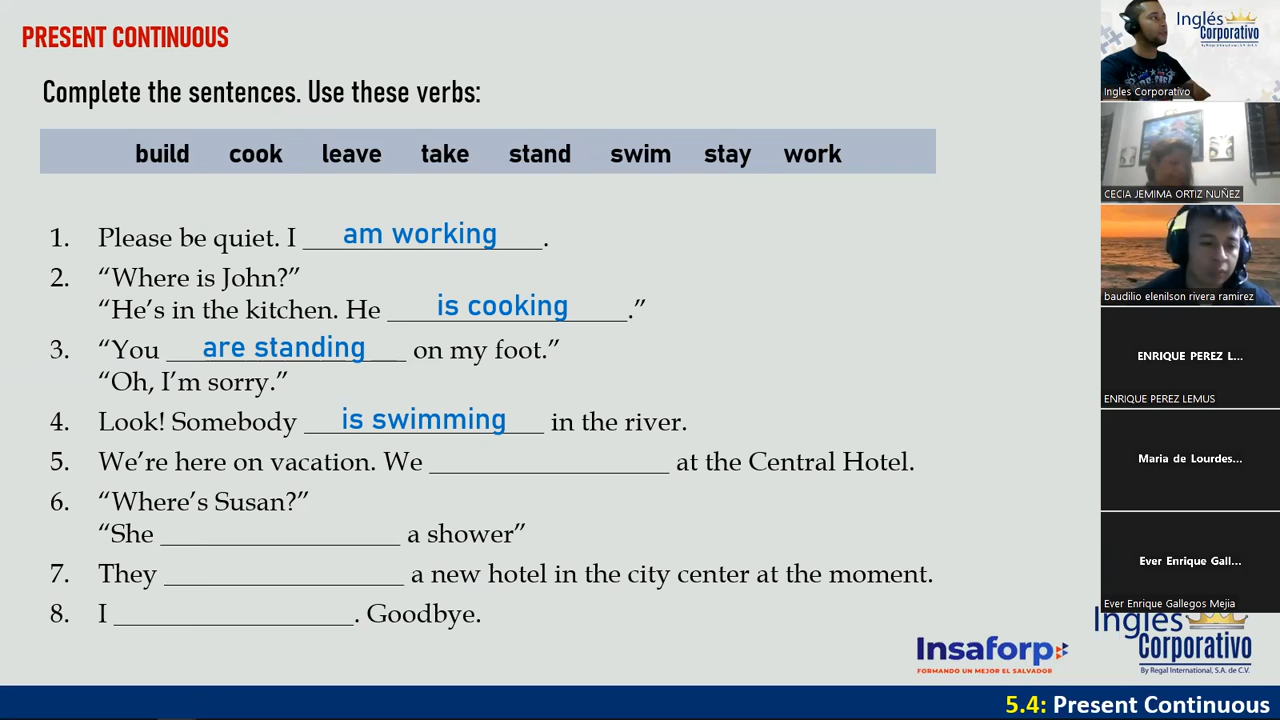 PRESENT CONTINUOUS
Complete the sentences. Use these verbs:
build cook leave take stand swim stay work
1. Please be quiet. I am working.
2. “Where is John?”
“He’s in the kitchen. He is cooking.”
3. “You are standing on my foot.”
“Oh, I’m sorry.”
4. Look! Somebody is swimming in the river.
5. We’re here on vacation. We ____________________ at the Central Hotel.
6. “Where’s Susan?”
“She ____________________ a shower”
7. They ____________________ a new hotel in the city center at the moment.
8. I ____________________. Goodbye.
Insaforp
FORMANDO UN MEJOR EL SALVADOR
Inglés
Corporativo
By Regal International, S.A. de C.V.
5.4: Present Continuous
Inglés
Corporativo
Ingles Corporativo
CECIA JEMIMA ORTIZ NUÑEZ
baudilio elenilson rivera ramirez
ENRIQUE PEREZ L...
ENRIQUE PEREZ LEMUS
Maria de Lourdes...
Ever Enrique Gall...
Ever Enrique Gallegos Mejia